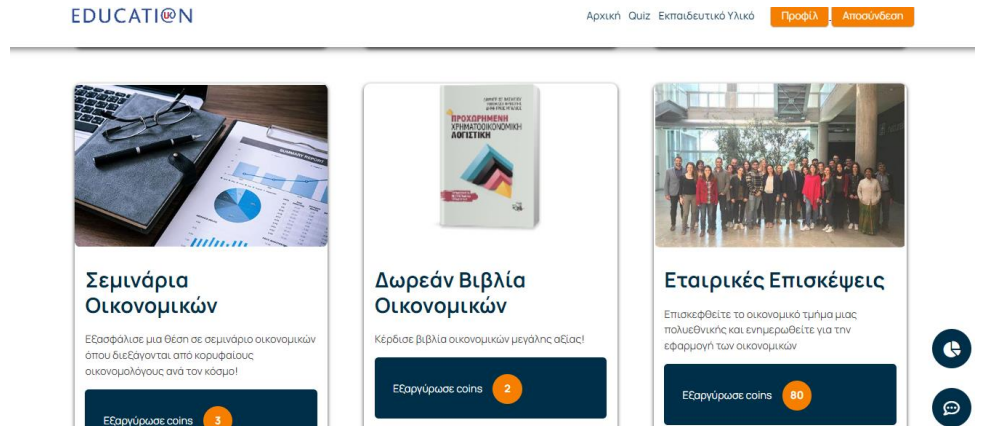 EDUCATI🅞N
Αρχική Quiz Εκπαιδευτικό Υλικό Προφίλ Αποσύνδεση
SUMMARY REPORT
ΠΡΟΧΩΡΗΜΕΝΗ
ΧΡΗΜΑΤΟΟΙΚΟΝΟΜΙΚΗ
ΛΟΓΙΣΤΙΚΗ
Σεμινάρια
Οικονομικών
Εξασφάλισε μια θέση σε σεμινάριο οικονομικών
όπου διεξάγονται από κορυφαίους
οικονομολόγους ανά τον κόσμο!
Εξαργύρωσε coins 3
Δωρεάν Βιβλία
Οικονομικών
Κέρδισε βιβλία οικονομικών μεγάλης αξίας!
Εξαργύρωσε coins 2
Εταιρικές Επισκέψεις
Επισκεφθείτε το οικονομικό τμήμα μιας
πολυεθνικής και ενημερωθείτε για την
εφαρμογή των οικονομικών
Εξαργύρωσε coins 80